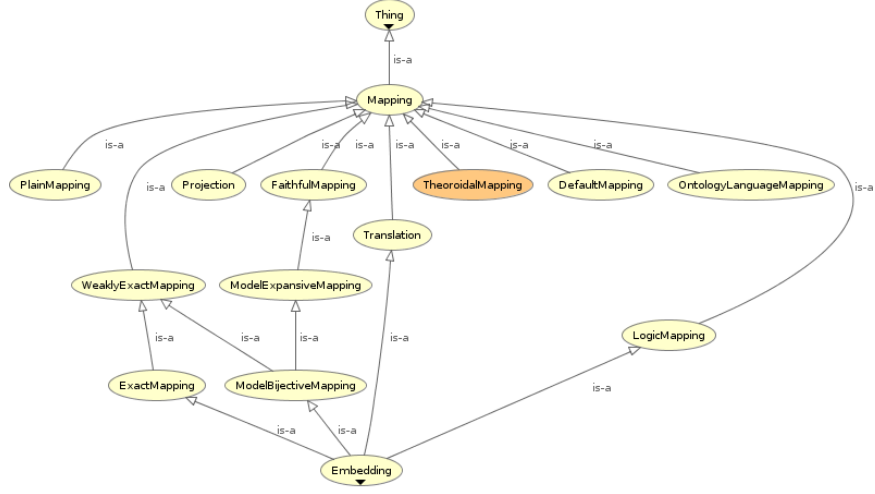 Thing
is-a
Mapping
is-a
is-a
is-a
is-a
is-a
is-a
is-a
PlainMapping
is-a
Projection
FaithfulMapping
TheoroidalMapping
DefaultMapping
OntologyLanguageMapping
is-a
Translation
is-a
WeaklyExactMapping
ModelExpansiveMapping
is-a
is-a
is-a
is-a
LogicMapping
ExactMapping
ModelBijectiveMapping
is-a
is-a
is-a
Embedding